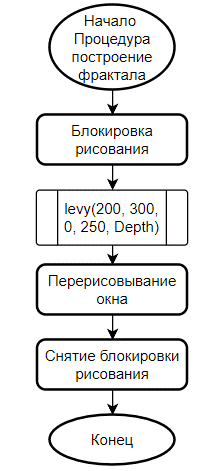 Начало
Процедура
построение
фрактала
Блокировка
рисования
levy(200, 300,
0, 250, Depth)
Перерисовывание
окна
Снятие блокировки
рисования
Конец